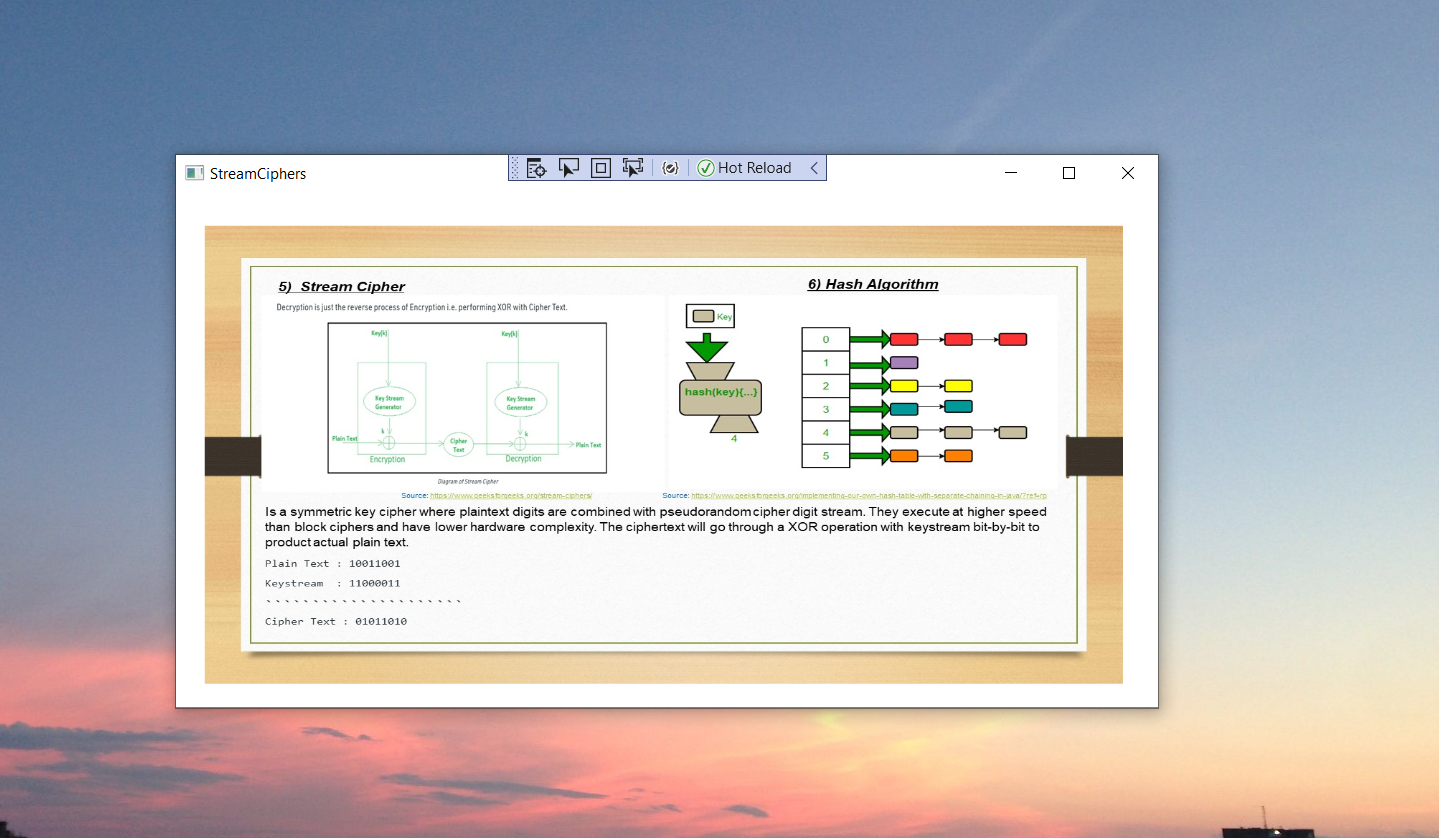 StreamCiphers
Hot Reload
5) Stream Cipher
Decryption is just the reverse process of Encryption i.e. performing XOR with Cipher Text.
Key[k]
Key[k]
Key Stream
Generator
Key Stream
Generator
k
k
Plain Text
Cipher
Text
Plain Text
Encryption
Decryption
Diagram of Stream Cipher
Source: https://www.geeksforgeeks.org/stream-ciphers/
6) Hash Algorithm
Key
hash(key){...}
4
0
1
2
3
4
5
Source: https://www.geeksforgeeks.org/implementing-our-own-hash-table-with-separate-chaining-in-java/?ref=rp
Is a symmetric key cipher where plaintext digits are combined with pseudorandom cipher digit stream. They execute at higher speed
than block ciphers and have lower hardware complexity. The ciphertext will go through a XOR operation with keystream bit-by-bit to
product actual plain text.
Plain Text : 10011001
Keystream  : 11000011
`````````````````````
Cipher Text : 01011010